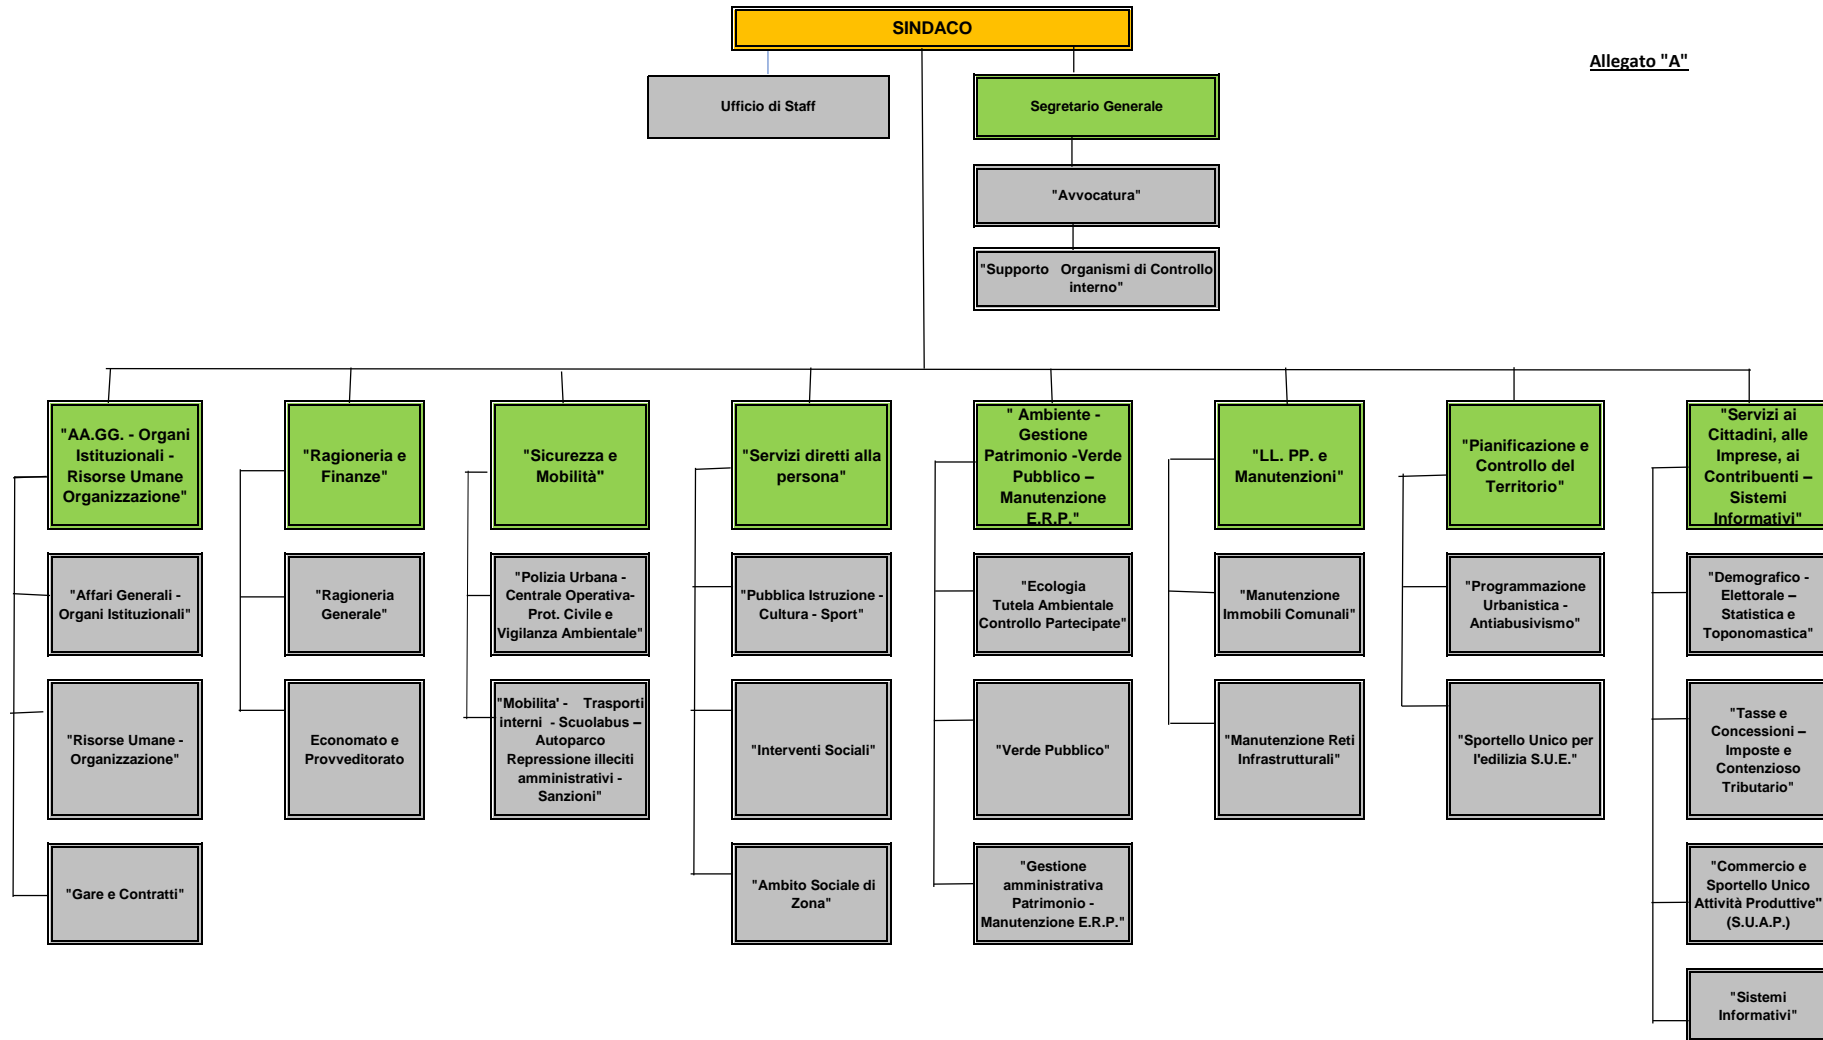 SINDACO
Allegato "A"
Ufficio di Staff
Segretario Generale
"Avvocatura"
"Supporto   Organismi di Controllo
interno"
"AA.GG. - Organi
Istituzionali -
Risorse Umane
Organizzazione"
"Ragioneria e
Finanze"
"Sicurezza e
Mobilità"
"Servizi diretti alla
persona"
" Ambiente -
Gestione
Patrimonio -Verde
Pubblico –
Manutenzione
E.R.P."
"LL. PP. e
Manutenzioni"
"Pianificazione e
Controllo del
Territorio"
"Servizi ai
Cittadini, alle
Imprese, ai
Contribuenti –
Sistemi
Informativi"
"Affari Generali -
Organi Istituzionali"
"Ragioneria
Generale"
"Polizia Urbana -
Centrale Operativa-
Prot. Civile e
Vigilanza Ambientale"
"Pubblica Istruzione -
Cultura - Sport"
"Ecologia
Tutela Ambientale
Controllo Partecipate"
"Manutenzione
Immobili Comunali"
"Programmazione
Urbanistica -
Antiabusivismo"
"Demografico -
Elettorale –
Statistica e
Toponomastica"
"Risorse Umane -
Organizzazione"
Economato e
Provveditorato
"Mobilita' -   Trasporti
interni  - Scuolabus –
Autoparco
Repressione illeciti
amministrativi -
Sanzioni"
"Interventi Sociali"
"Verde Pubblico"
"Manutenzione Reti
Infrastrutturali"
"Sportello Unico per
l'edilizia S.U.E."
"Tasse e
Concessioni –
Imposte e
Contenzioso
Tributario"
"Gare e Contratti"
"Ambito Sociale di
Zona"
"Gestione
amministrativa
Patrimonio -
Manutenzione E.R.P."
"Commercio e
Sportello Unico
Attività Produttive"
(S.U.A.P.)
"Sistemi
Informativi"